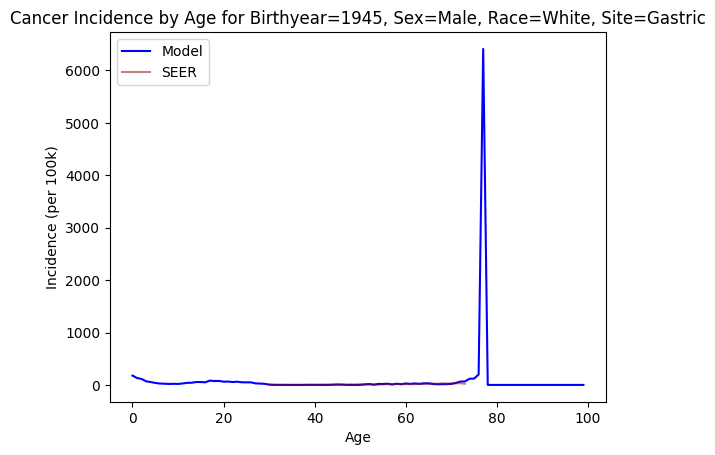 Cancer Incidence by Age for Birthyear=1945, Sex=Male, Race=White, Site=Gastric
Model
SEER
6000
5000
4000
3000
2000
1000
0
Incidence (per 100k)
0 20 40 60 80 100
Age